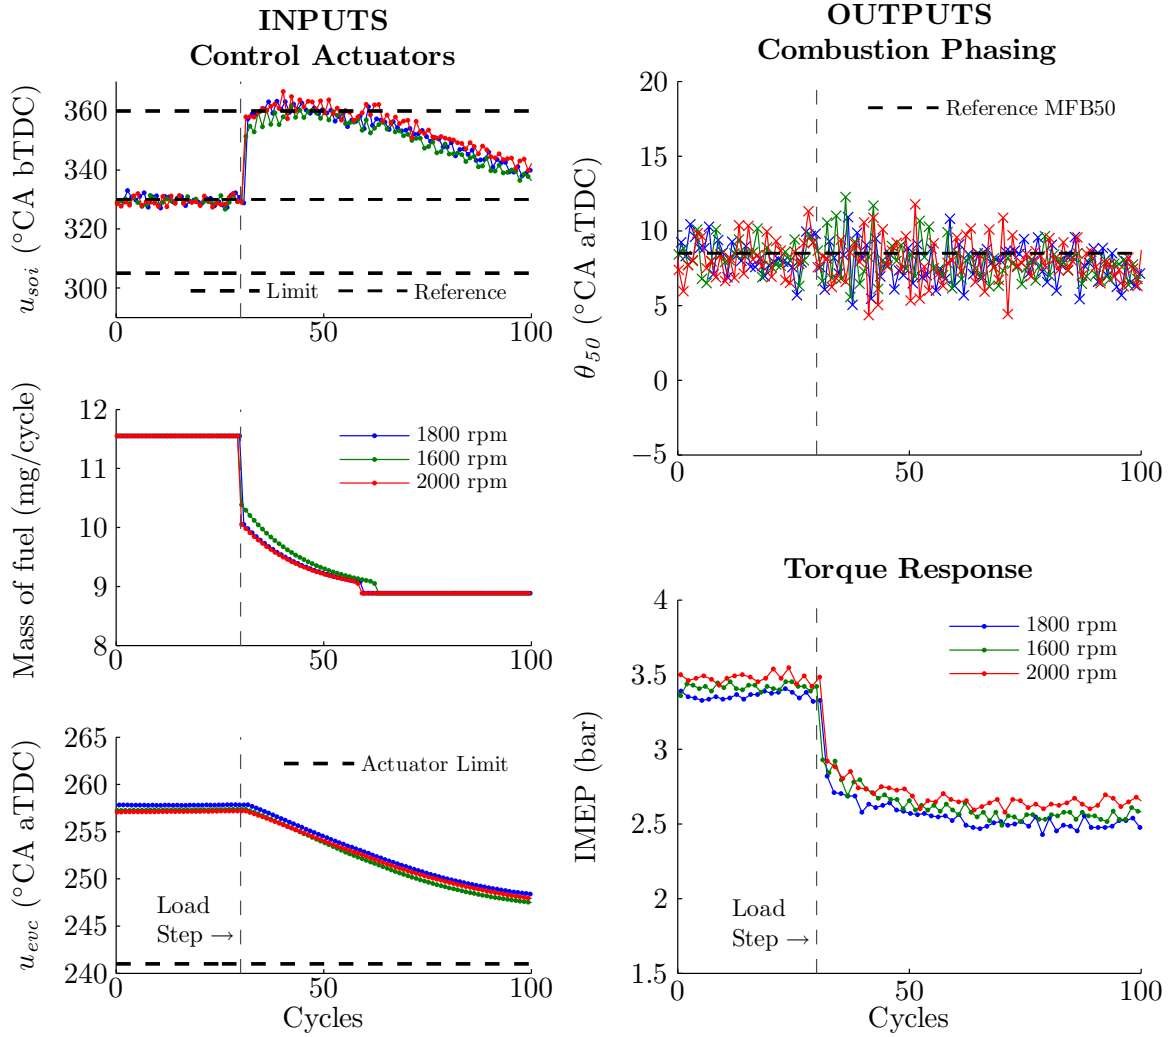 INPUTS
Control Actuators
u_soi (°CA bTDC)
360
340
320
300
Limit
Reference
0
50
100
Mass of fuel (mg/cycle)
12
11
10
9
8
1800 rpm
1600 rpm
2000 rpm
0
50
100
u_evc (°CA aTDC)
265
260
255
250
245
240
Actuator Limit
Load
Step →
0
50
100
Cycles
OUTPUTS
Combustion Phasing
θ_50 (°CA aTDC)
20
15
10
5
0
−5
Reference MFB50
0
50
100
Torque Response
IMEP (bar)
4
3.5
3
2.5
2
1.5
1800 rpm
1600 rpm
2000 rpm
Load
Step →
0
50
100
Cycles